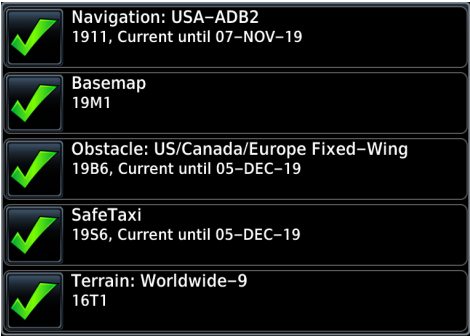 Navigation: USA-ADB2
1911, Current until 07-NOV-19
Basemap
19M1
Obstacle: US/Canada/Europe Fixed-Wing
19B6, Current until 05-DEC-19
SafeTaxi
19S6, Current until 05-DEC-19
Terrain: Worldwide-9
16T1